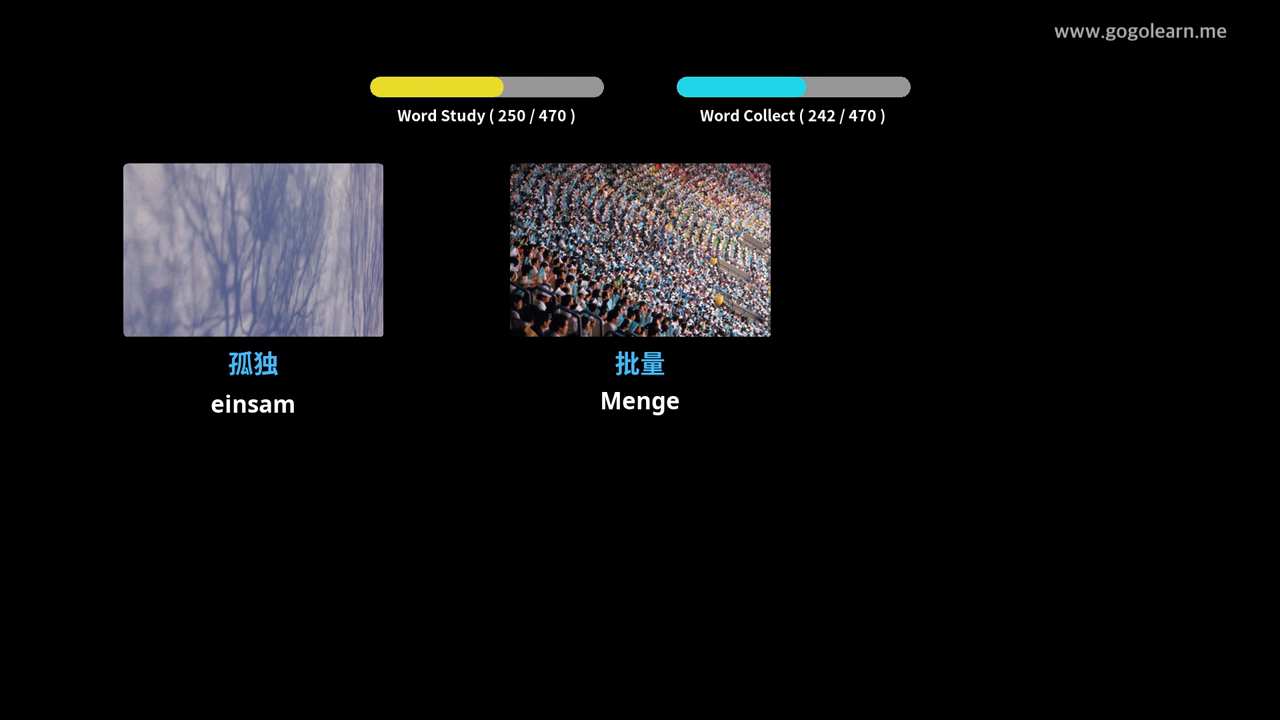 www.gogolearn.me
Word Study ( 250 / 470 )
Word Collect ( 242 / 470 )
孤独
einsam
批量
Menge